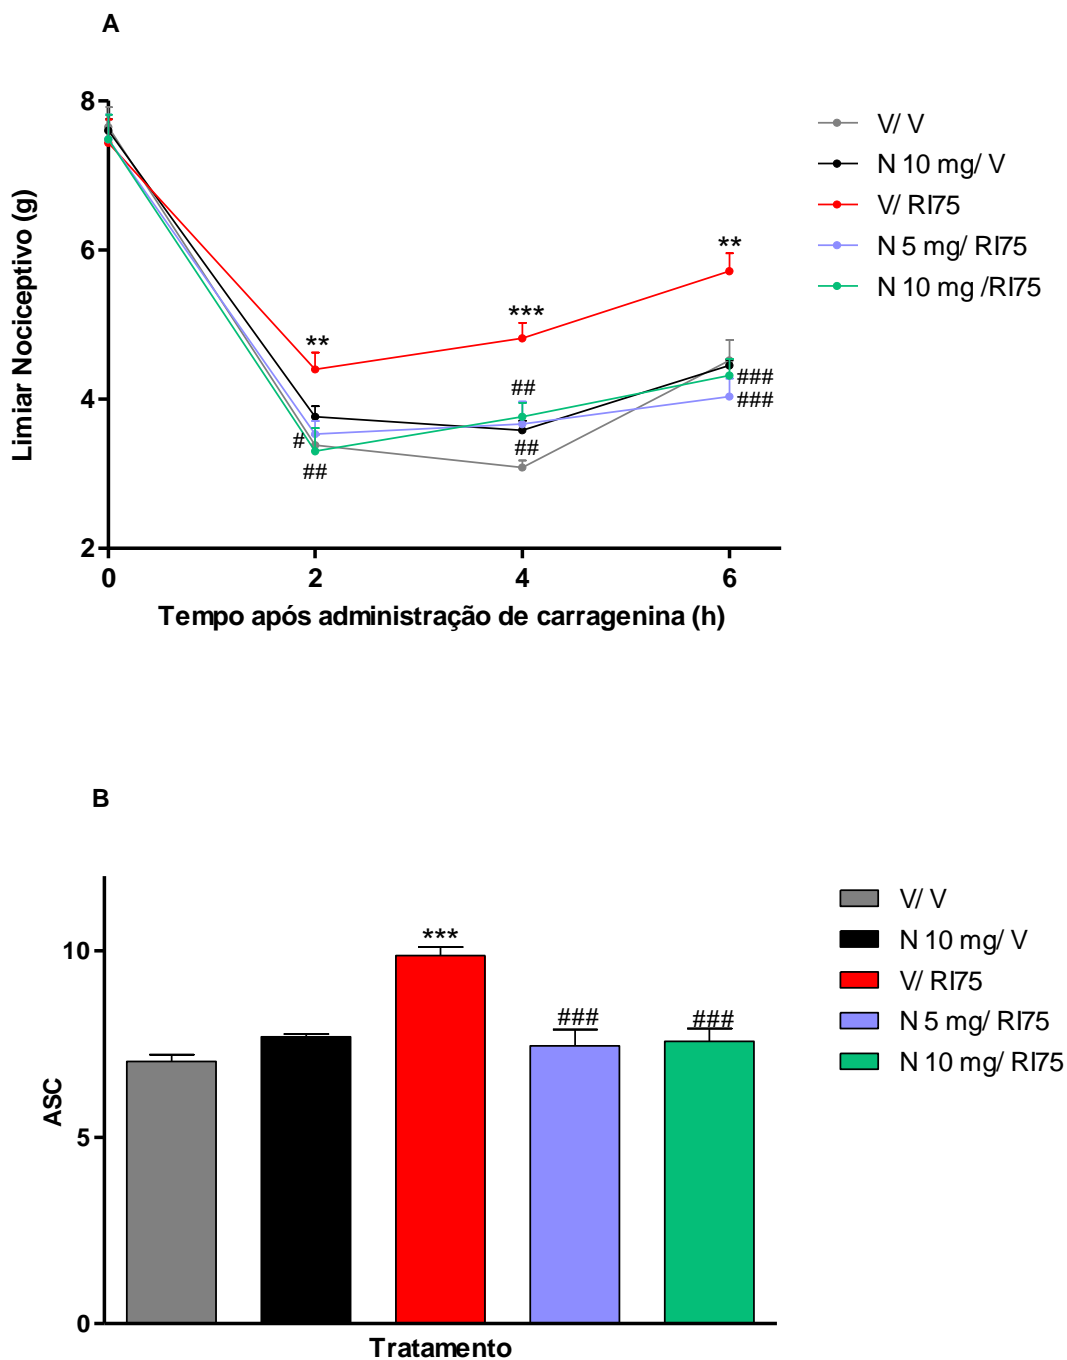 A
8
6
4
2
Limiar Nociceptivo (g)
0
2
4
6
Tempo após administração de carragenina (h)
**
***
**
#
##
##
##
###
###
V/ V
N 10 mg/ V
V/ RI75
N 5 mg/ RI75
N 10 mg /RI75
B
10
5
0
ASC
***
###
###
Tratamento
V/ V
N 10 mg/ V
V/ RI75
N 5 mg/ RI75
N 10 mg/ RI75